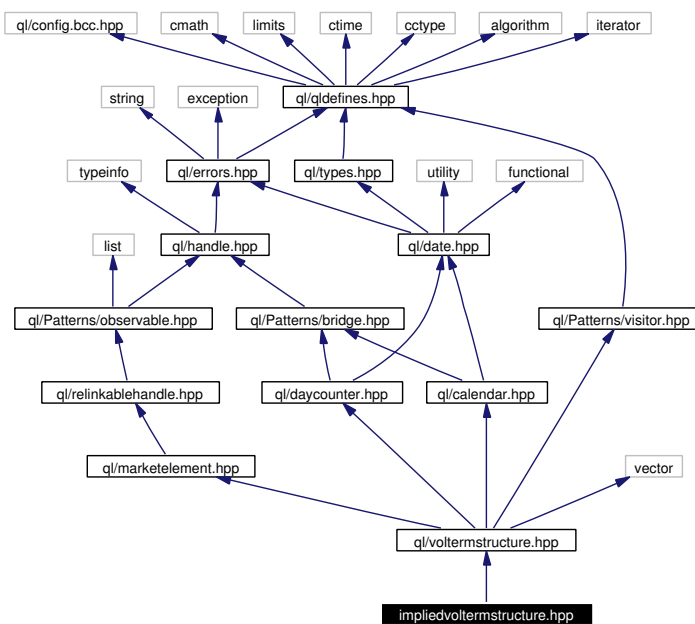 ql/config.bcc.hpp cmath limits ctime cctype algorithm iterator
string exception ql/qldefines.hpp
typeinfo ql/errors.hpp ql/types.hpp utility functional
list ql/handle.hpp ql/date.hpp
ql/Patterns/observable.hpp ql/Patterns/bridge.hpp ql/Patterns/visitor.hpp
ql/relinkablehandle.hpp ql/daycounter.hpp ql/calendar.hpp
ql/marketelement.hpp vector
ql/voltermstructure.hpp
impliedvoltermstructure.hpp